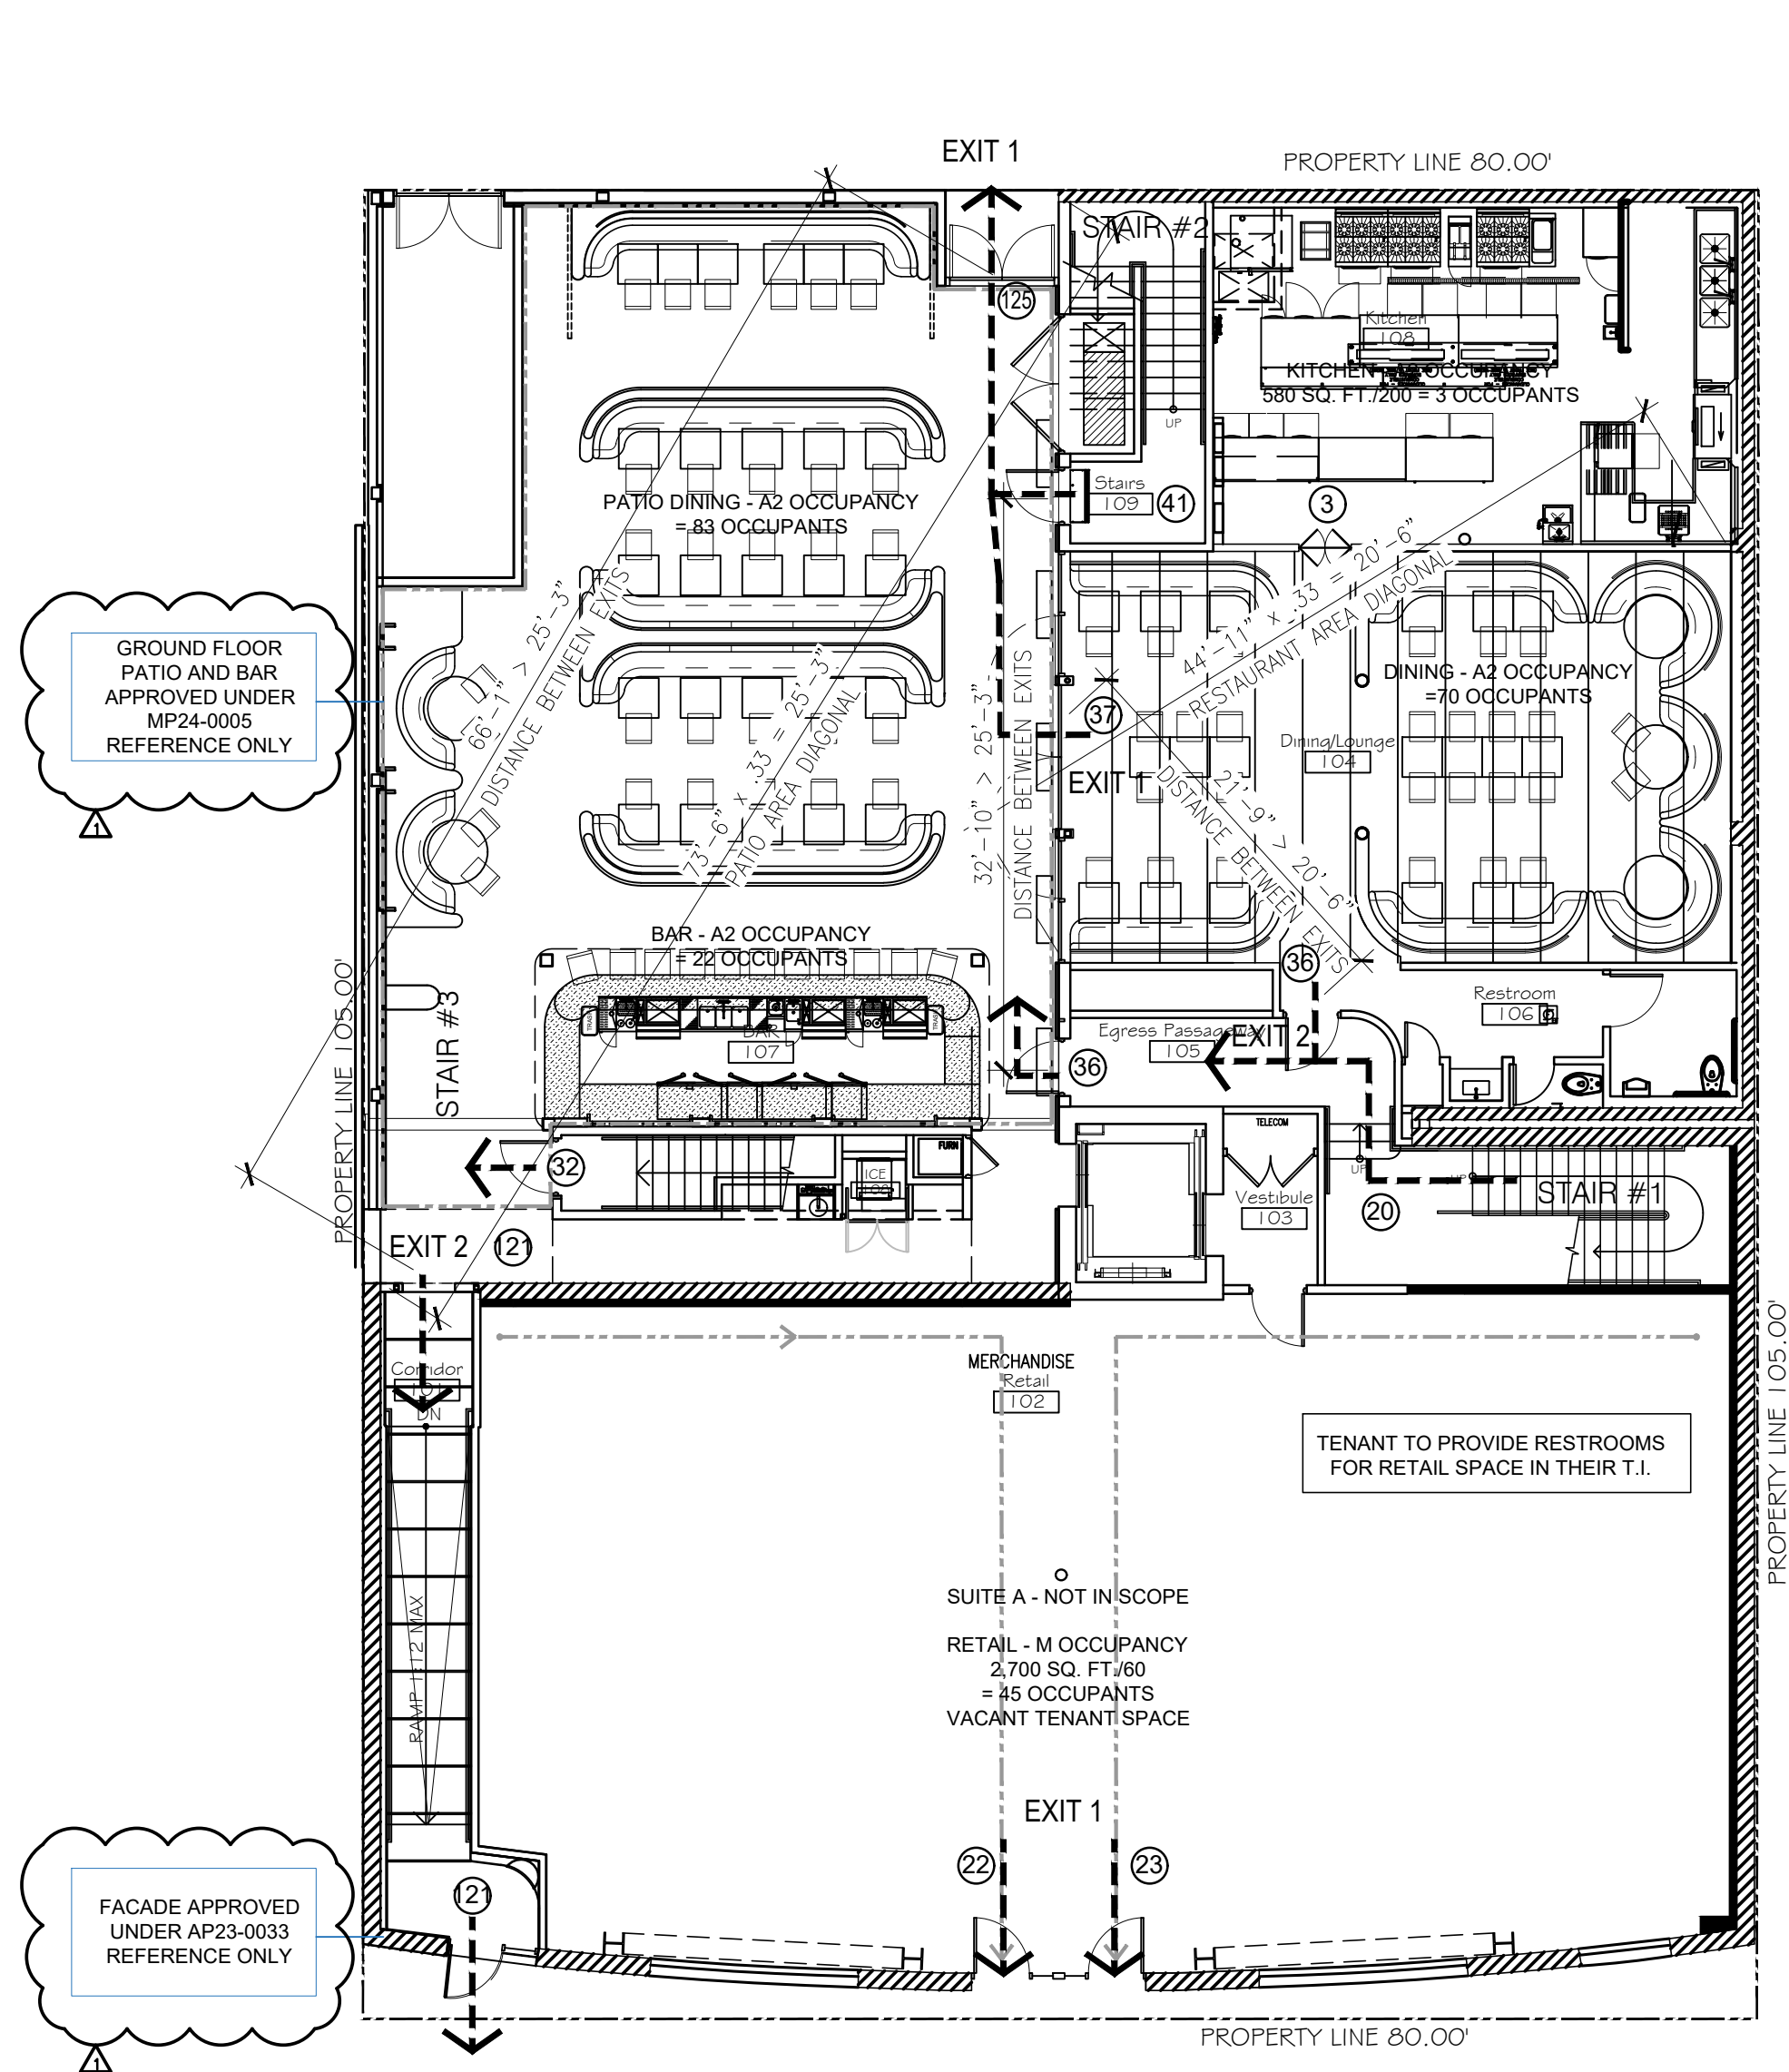 EXIT 1
PROPERTY LINE 80.00'
STAIR #2
125
Kitchen
108
KITCHEN - A2 OCCUPANCY
580 SQ. FT./200 = 3 OCCUPANTS
UP
Stairs
109
41
3
PATIO DINING - A2 OCCUPANCY
= 83 OCCUPANTS
GROUND FLOOR
PATIO AND BAR
APPROVED UNDER
MP24-0005
REFERENCE ONLY
1
66'-1" > 25'-3"
DISTANCE BETWEEN EXITS
73'-6" x .33 = 25'-3"
PATIO AREA DIAGONAL
32'-10" > 25'-3"
DISTANCE BETWEEN EXITS
44'-11" x .33 = 20'-6"
RESTAURANT AREA DIAGONAL
DINING - A2 OCCUPANCY
=70 OCCUPANTS
37
Dining/Lounge
104
EXIT 1
21'-9" > 20'-6"
DISTANCE BETWEEN EXITS
BAR - A2 OCCUPANCY
= 22 OCCUPANTS
36
PROPERTY LINE 105.00'
STAIR #3
TRASH
TRASH
BAR
107
Restroom
106
Egress Passageway
105
EXIT 2
36
TELECOM
FURN
32
ICE
UP
UP
STAIR #1
Vestibule
103
20
EXIT 2
121
Corridor
101
DN
MERCHANDISE
Retail
102
PROPERTY LINE 105.00'
TENANT TO PROVIDE RESTROOMS
FOR RETAIL SPACE IN THEIR T.I.
RAMP 1:12 MAX
SUITE A - NOT IN SCOPE
RETAIL - M OCCUPANCY
2,700 SQ. FT./60
= 45 OCCUPANTS
VACANT TENANT SPACE
EXIT 1
22
23
121
FACADE APPROVED
UNDER AP23-0033
REFERENCE ONLY
1
PROPERTY LINE 80.00'